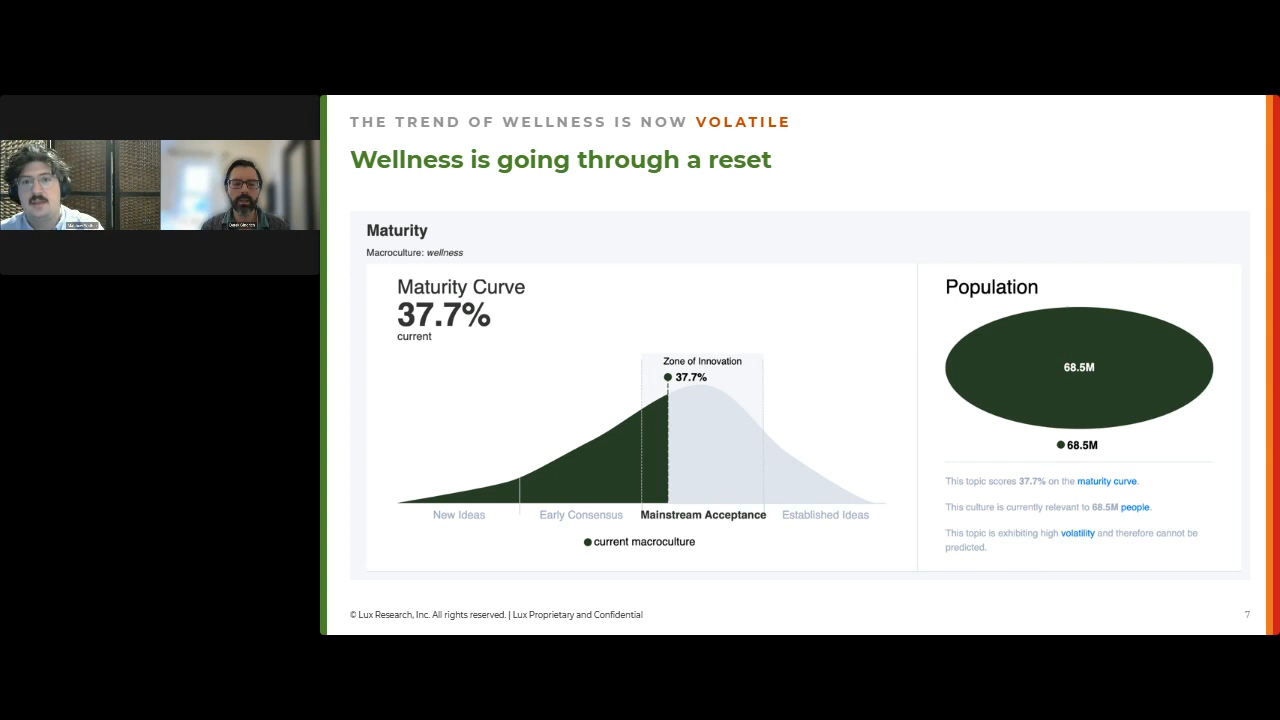 THE TREND OF WELLNESS IS NOW VOLATILE
Wellness is going through a reset
Maturity
Macroculture: wellness
Maturity Curve
37.7%
current
Zone of Innovation
37.7%
New Ideas
Early Consensus
Mainstream Acceptance
Established Ideas
current macroculture
Population
68.5M
68.5M
This topic scores 37.7% on the maturity curve.
This culture is currently relevant to 68.5M people.
This topic is exhibiting high volatility and therefore cannot be
predicted.
© Lux Research, Inc. All rights reserved. | Lux Proprietary and Confidential
7